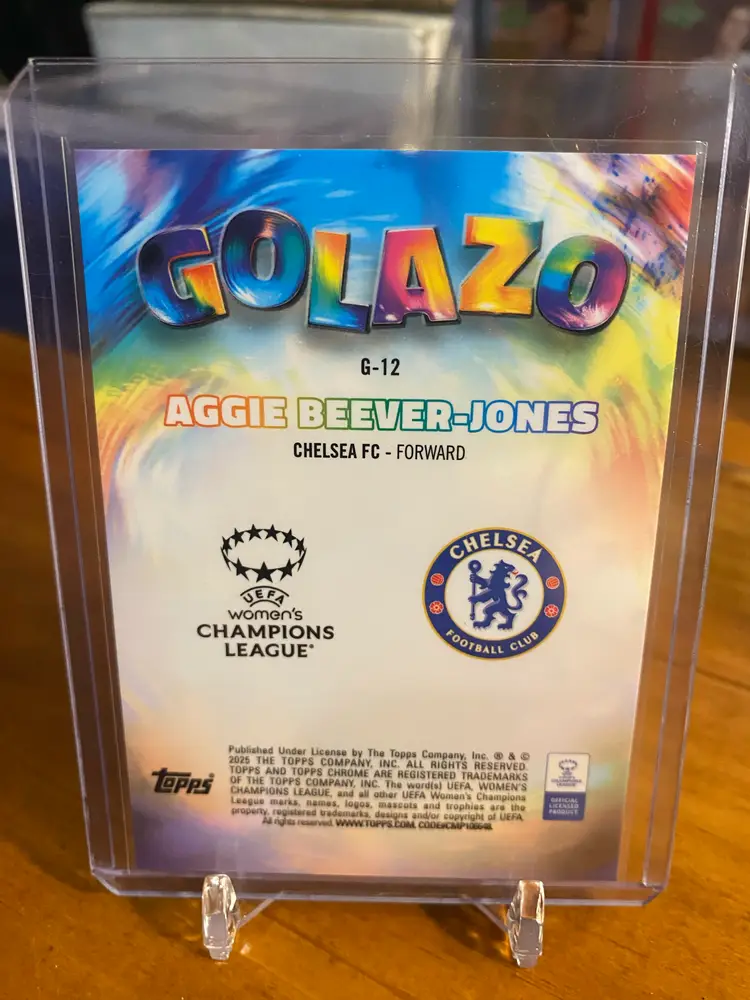 GOLAZO
G-12
AGGIE BEEVER-JONES
CHELSEA FC - FORWARD
UEFA
women's
CHAMPIONS
LEAGUE
CHELSEA
FOOTBALL CLUB
topps
Published Under License by The Topps Company, Inc. ® & ©
2025 THE TOPPS COMPANY, INC. ALL RIGHTS RESERVED.
TOPPS AND TOPPS CHROME ARE REGISTERED TRADEMARKS
OF THE TOPPS COMPANY, INC. The word(s) UEFA, WOMEN'S
CHAMPIONS LEAGUE, and all other UEFA Women's Champions
League marks, names, logos, mascots and trophies are the
property, registered trademarks, designs and/or copyright of UEFA.
All rights reserved. WWW.TOPPS.COM.
OFFICIAL
LICENSED
PRODUCT